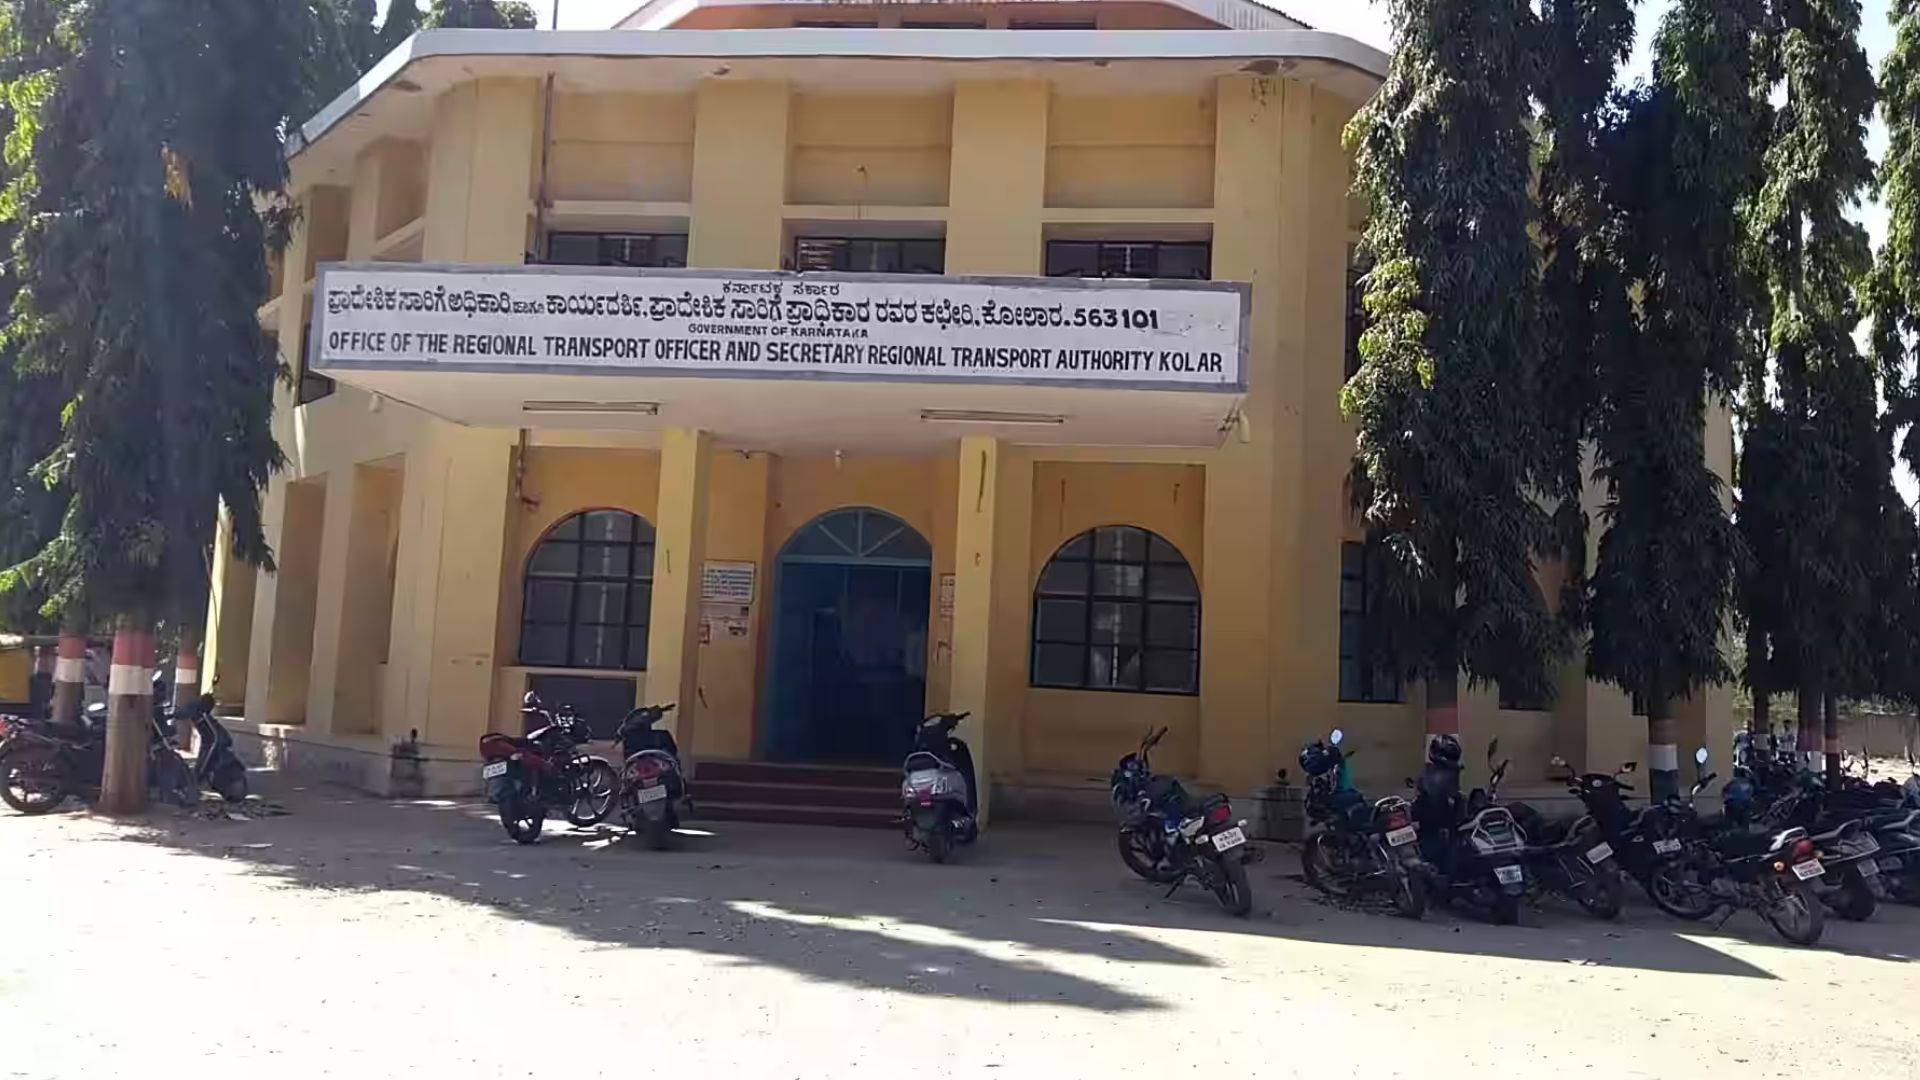 ಕರ್ನಾಟಕ ಸರ್ಕಾರ
ಪ್ರಾದೇಶಿಕ ಸಾರಿಗೆ ಅಧಿಕಾರಿ ಹಾಗೂ ಕಾರ್ಯದರ್ಶಿ, ಪ್ರಾದೇಶಿಕ ಸಾರಿಗೆ ಪ್ರಾಧಿಕಾರ ರವರ ಕಛೇರಿ, ಕೋಲಾರ. 563101
GOVERNMENT OF KARNATAKA
OFFICE OF THE REGIONAL TRANSPORT OFFICER AND SECRETARY REGIONAL TRANSPORT AUTHORITY KOLAR